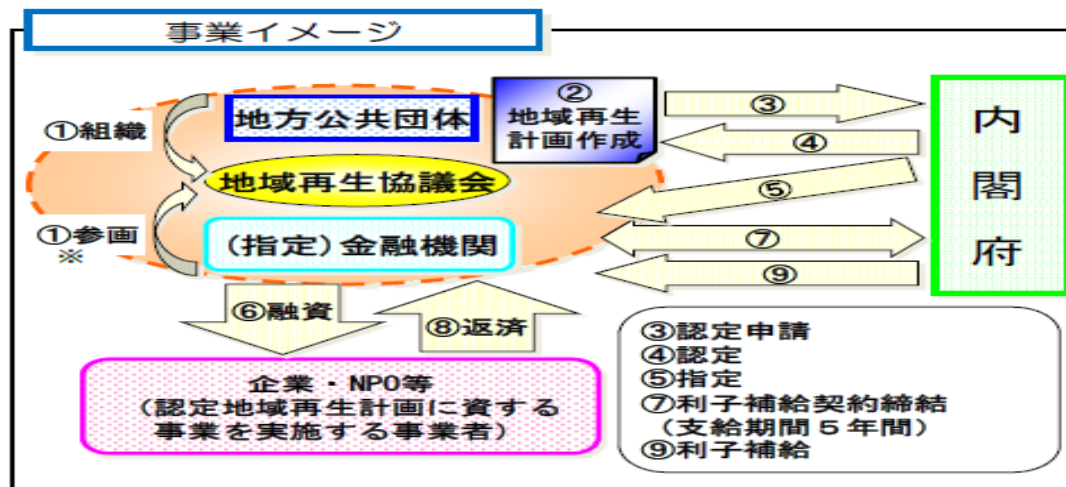 事業イメージ
①組織
地方公共団体
②
地域再生
計画作成
③
④
地域再生協議会
⑤
①参画
※
(指定)金融機関
⑦
⑨
内
閣
府
⑥融資
⑧返済
企業・NPO等
(認定地域再生計画に資する
事業を実施する事業者)
③認定申請
④認定
⑤指定
⑦利子補給契約締結
(支給期間5年間)
⑨利子補給